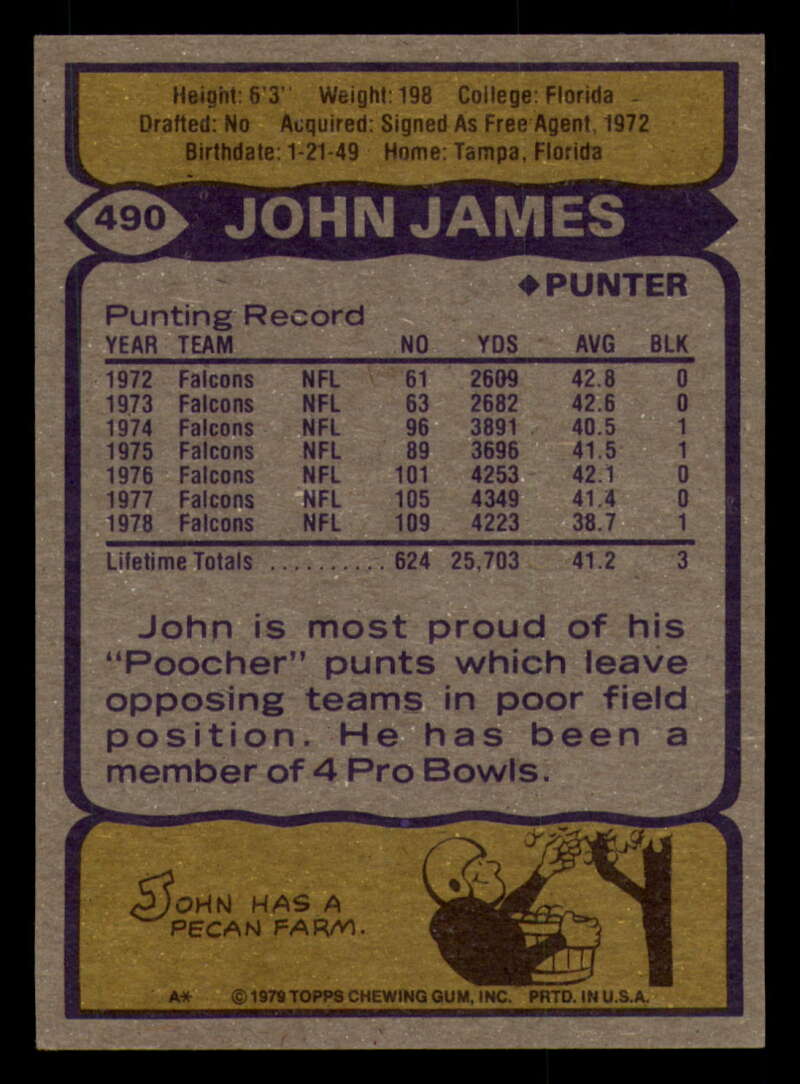 Height: 6'3" Weight: 198 College: Florida
Drafted: No Acquired: Signed As Free Agent, 1972
Birthdate: 1-21-49 Home: Tampa, Florida
490 JOHN JAMES
◆PUNTER
Punting Record
YEAR TEAM NO YDS AVG BLK
1972 Falcons NFL 61 2609 42.8 0
1973 Falcons NFL 63 2682 42.6 0
1974 Falcons NFL 96 3891 40.5 1
1975 Falcons NFL 89 3696 41.5 1
1976 Falcons NFL 101 4253 42.1 0
1977 Falcons NFL 105 4349 41.4 0
1978 Falcons NFL 109 4223 38.7 1
Lifetime Totals .......... 624 25,703 41.2 3
John is most proud of his
"Poocher" punts which leave
opposing teams in poor field
position. He has been a
member of 4 Pro Bowls.
JOHN HAS A
PECAN FARM.
A* © 1979 TOPPS CHEWING GUM, INC. PRTD. IN U.S.A.